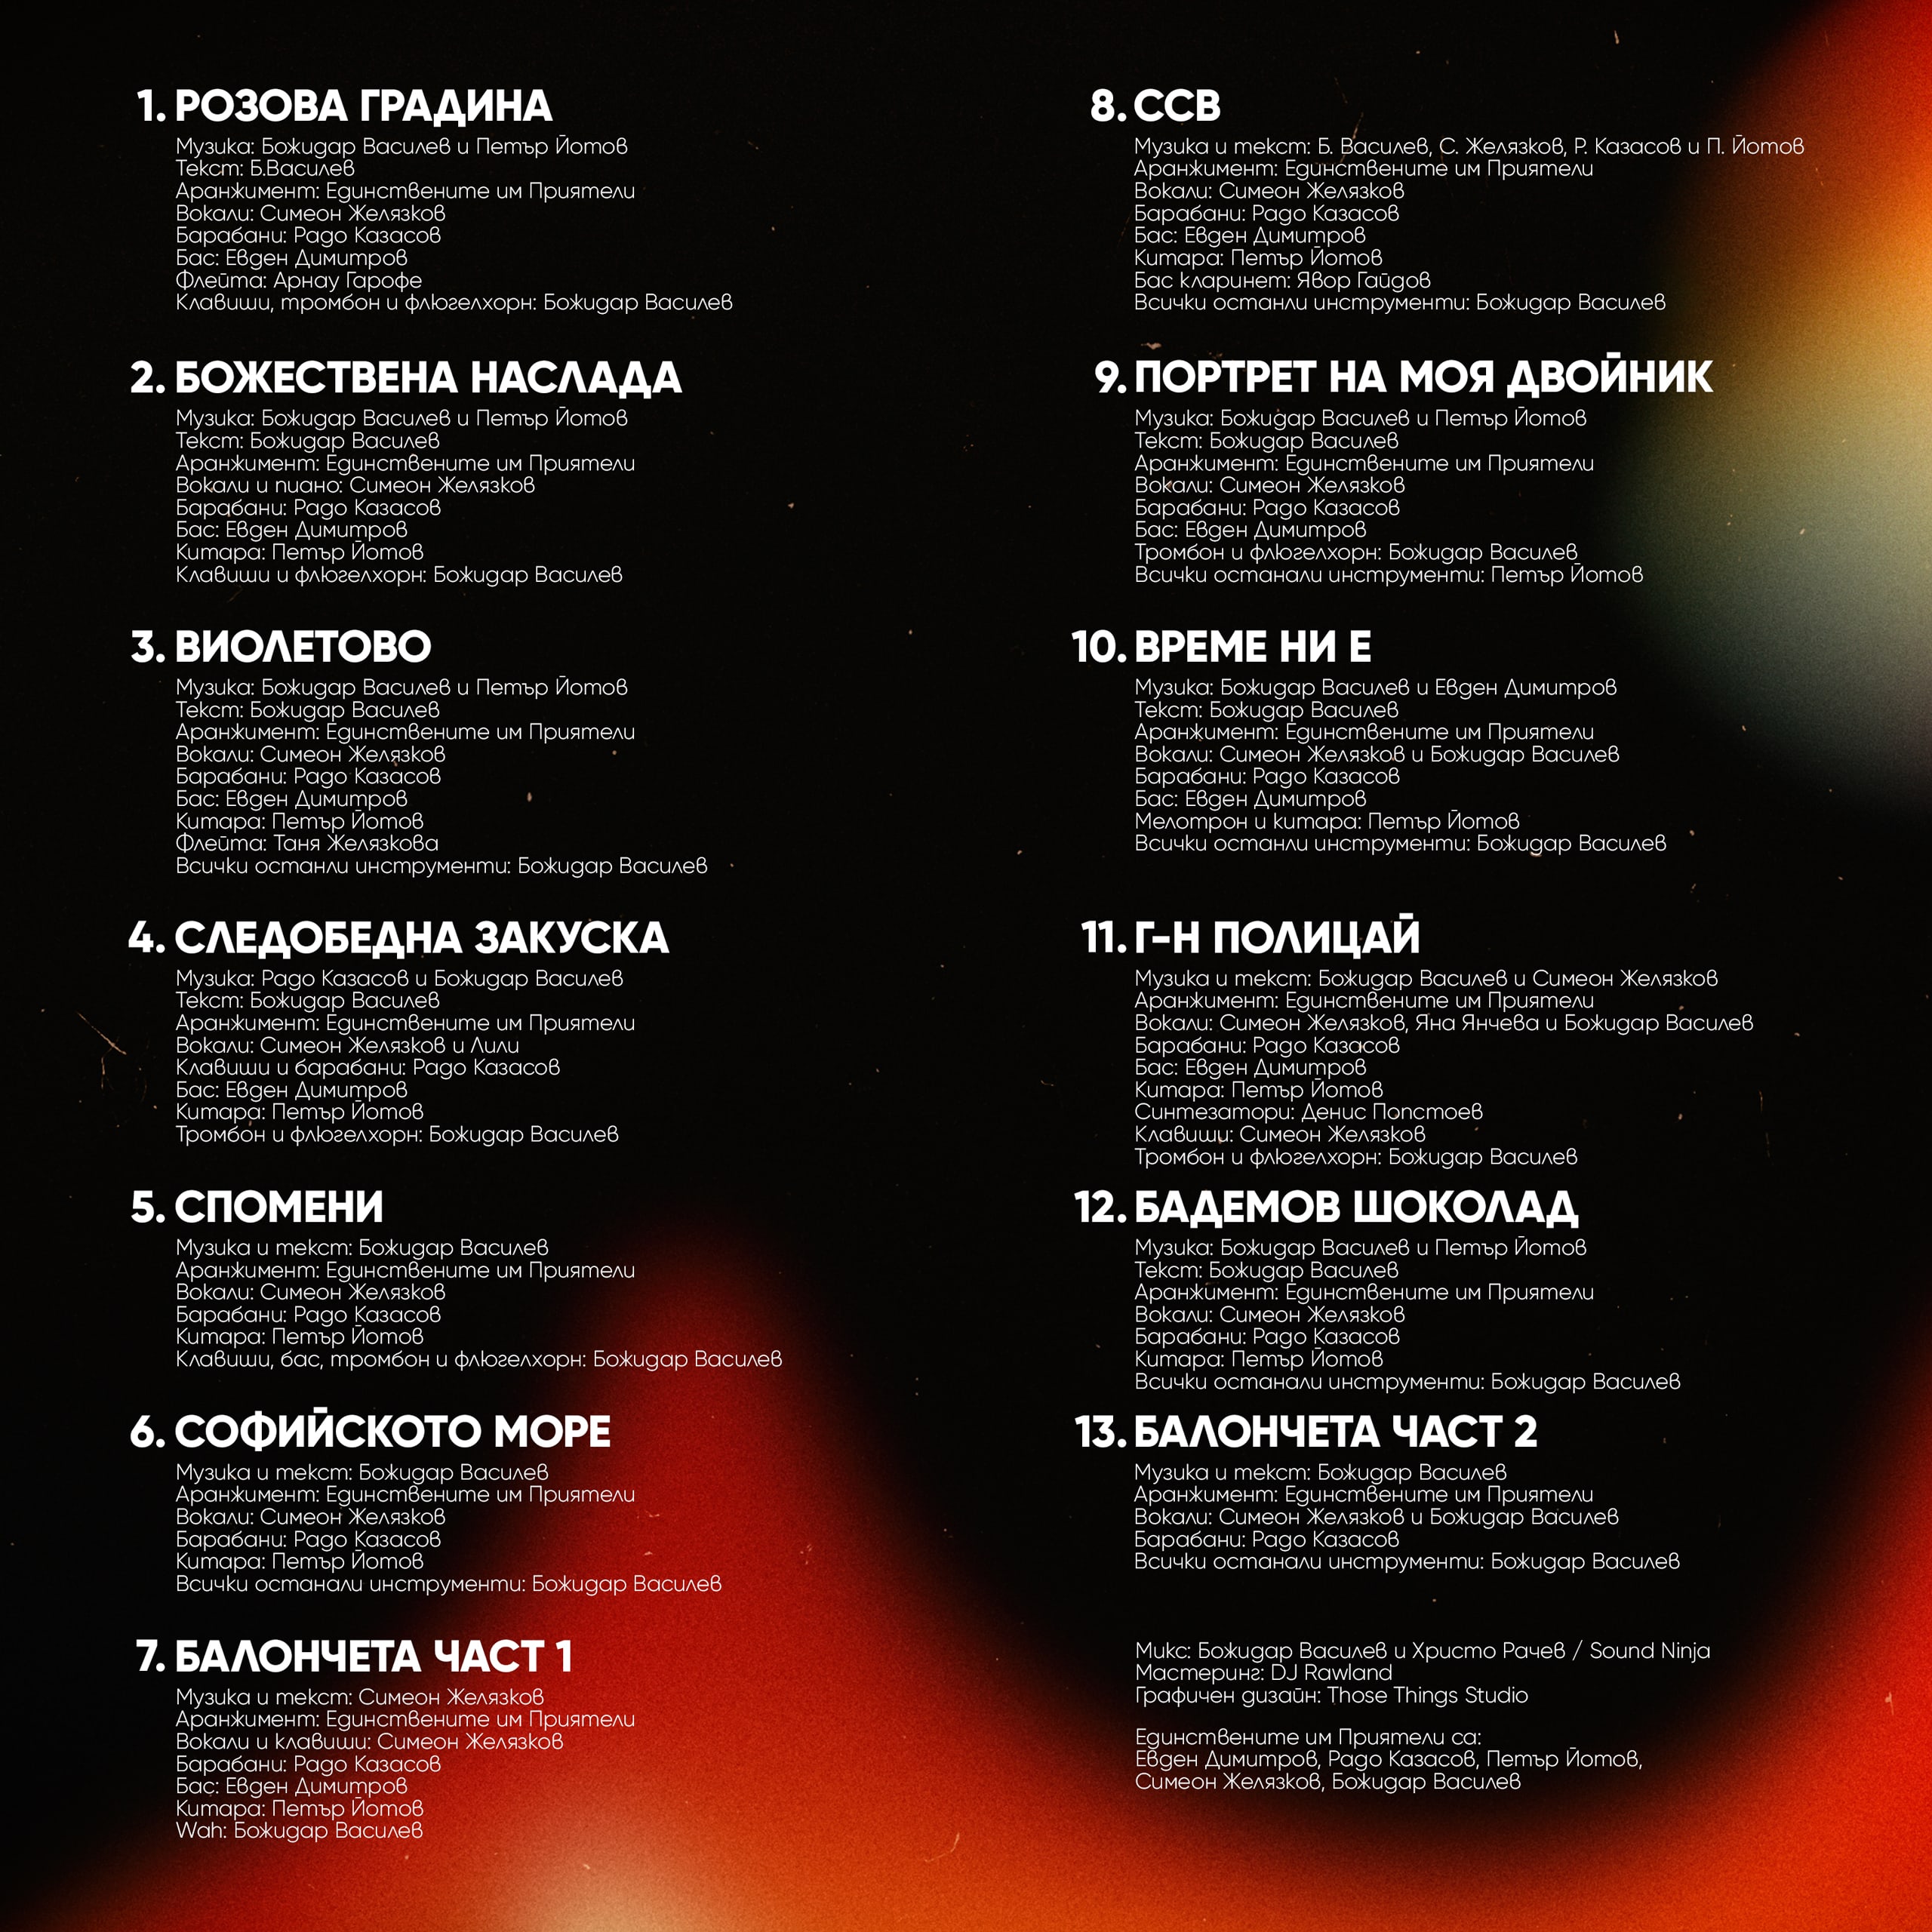 1. РОЗОВА ГРАДИНА
Музика: Божидар Василев и Петър Йотов
Текст: Б.Василев
Аранжимент: Единствените им Приятели
Вокали: Симеон Желязков
Барабани: Радо Казасов
Бас: Евден Димитров
Флейта: Арнау Гарофе
Клавиши, тромбон и флюгелхорн: Божидар Василев
2. БОЖЕСТВЕНА НАСЛАДА
Музика: Божидар Василев и Петър Йотов
Текст: Божидар Василев
Аранжимент: Единствените им Приятели
Вокали и пиано: Симеон Желязков
Барабани: Радо Казасов
Бас: Евден Димитров
Китара: Петър Йотов
Клавиши и флюгелхорн: Божидар Василев
3. ВИОЛЕТОВО
Музика: Божидар Василев и Петър Йотов
Текст: Божидар Василев
Аранжимент: Единствените им Приятели
Вокали: Симеон Желязков
Барабани: Радо Казасов
Бас: Евден Димитров
Китара: Петър Йотов
Флейта: Таня Желязкова
Всички останли инструменти: Божидар Василев
4. СЛЕДОБЕДНА ЗАКУСКА
Музика: Радо Казасов и Божидар Василев
Текст: Божидар Василев
Аранжимент: Единствените им Приятели
Вокали: Симеон Желязков и Лили
Клавиши и барабани: Радо Казасов
Бас: Евден Димитров
Китара: Петър Йотов
Тромбон и флюгелхорн: Божидар Василев
5. СПОМЕНИ
Музика и текст: Божидар Василев
Аранжимент: Единствените им Приятели
Вокали: Симеон Желязков
Барабани: Радо Казасов
Китара: Петър Йотов
Клавиши, бас, тромбон и флюгелхорн: Божидар Василев
6. СОФИЙСКОТО МОРЕ
Музика и текст: Божидар Василев
Аранжимент: Единствените им Приятели
Вокали: Симеон Желязков
Барабани: Радо Казасов
Китара: Петър Йотов
Всички останали инструменти: Божидар Василев
7. БАЛОНЧЕТА ЧАСТ 1
Музика и текст: Симеон Желязков
Аранжимент: Единствените им Приятели
Вокали и клавиши: Симеон Желязков
Барабани: Радо Казасов
Бас: Евден Димитров
Китара: Петър Йотов
Wah: Божидар Василев
8. ССВ
Музика и текст: Б. Василев, С. Желязков, Р. Казасов и П. Йотов
Аранжимент: Единствените им Приятели
Вокали: Симеон Желязков
Барабани: Радо Казасов
Бас: Евден Димитров
Китара: Петър Йотов
Бас кларинет: Явор Гайдов
Всички останли инструменти: Божидар Василев
9. ПОРТРЕТ НА МОЯ ДВОЙНИК
Музика: Божидар Василев и Петър Йотов
Текст: Божидар Василев
Аранжимент: Единствените им Приятели
Вокали: Симеон Желязков
Барабани: Радо Казасов
Бас: Евден Димитров
Тромбон и флюгелхорн: Божидар Василев
Всички останали инструменти: Петър Йотов
10. ВРЕМЕ НИ Е
Музика: Божидар Василев и Евден Димитров
Текст: Божидар Василев
Аранжимент: Единствените им Приятели
Вокали: Симеон Желязков и Божидар Василев
Барабани: Радо Казасов
Бас: Евден Димитров
Мелотрон и китара: Петър Йотов
Всички останли инструменти: Божидар Василев
11. Г-Н ПОЛИЦАЙ
Музика и текст: Божидар Василев и Симеон Желязков
Аранжимент: Единствените им Приятели
Вокали: Симеон Желязков, Яна Янчева и Божидар Василев
Барабани: Радо Казасов
Бас: Евден Димитров
Китара: Петър Йотов
Синтезатори: Денис Попстоев
Клавиши: Симеон Желязков
Тромбон и флюгелхорн: Божидар Василев
12. БАДЕМОВ ШОКОЛАД
Музика: Божидар Василев и Петър Йотов
Текст: Божидар Василев
Аранжимент: Единствените им Приятели
Вокали: Симеон Желязков
Барабани: Радо Казасов
Китара: Петър Йотов
Всички останали инструменти: Божидар Василев
13. БАЛОНЧЕТА ЧАСТ 2
Музика и текст: Божидар Василев
Аранжимент: Единствените им Приятели
Вокали: Симеон Желязков и Божидар Василев
Барабани: Радо Казасов
Всички останали инструменти: Божидар Василев
Микс: Божидар Василев и Христо Рачев / Sound Ninja
Мастеринг: DJ Rawland
Графичен дизайн: Those Things Studio
Единствените им Приятели са:
Евден Димитров, Радо Казасов, Петър Йотов,
Симеон Желязков, Божидар Василев